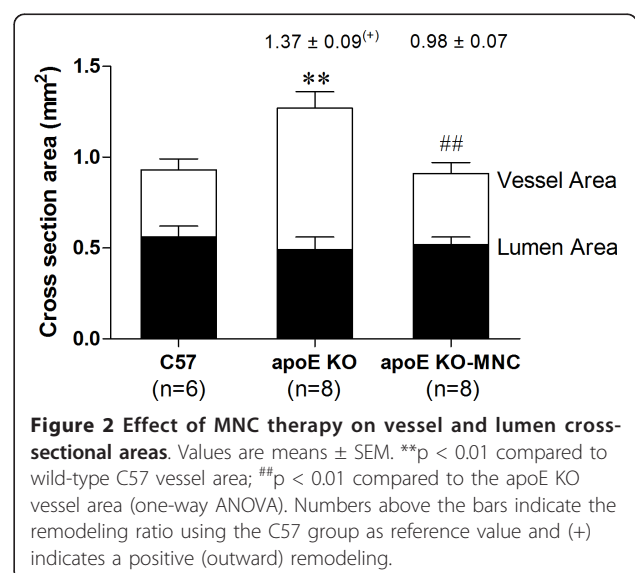 1.37 ± 0.09(+) 0.98 ± 0.07
1.5
**
##
1.0
Vessel Area
Lumen Area
0.5
0.0
Cross section area (mm²)
C57 apoE KO apoE KO-MNC
(n=6) (n=8) (n=8)
Figure 2 Effect of MNC therapy on vessel and lumen cross-
sectional areas. Values are means ± SEM. **p < 0.01 compared to
wild-type C57 vessel area; ##p < 0.01 compared to the apoE KO
vessel area (one-way ANOVA). Numbers above the bars indicate the
remodeling ratio using the C57 group as reference value and (+)
indicates a positive (outward) remodeling.